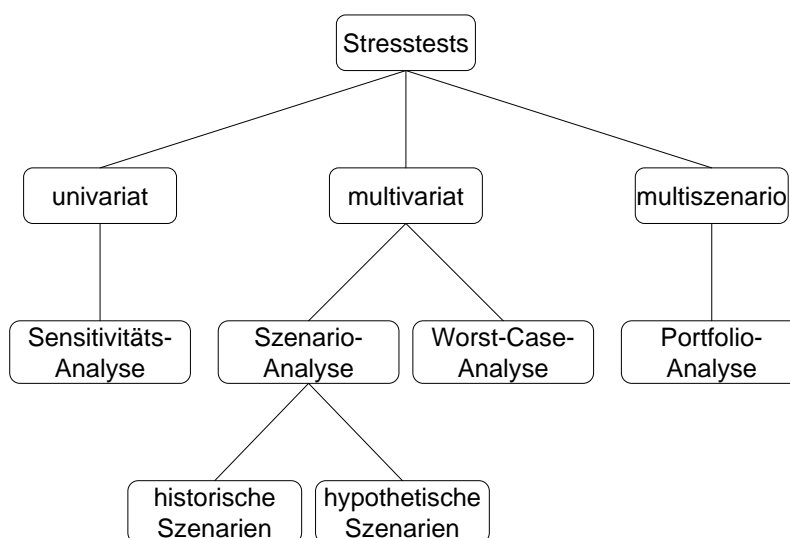 Stresstests
univariat
multivariat
multiszenario
Sensitivitäts-
Analyse
Szenario-
Analyse
Worst-Case-
Analyse
Portfolio-
Analyse
historische
Szenarien
hypothetische
Szenarien